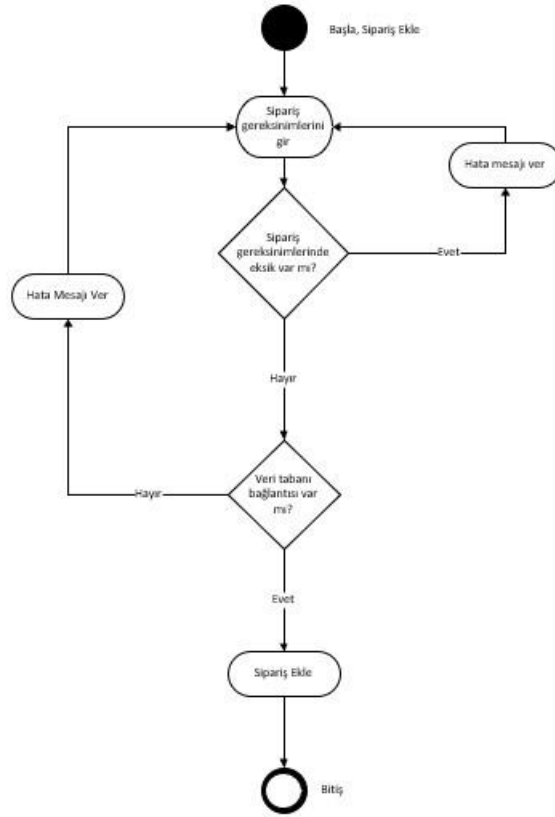 Başla, Sipariş Ekle
Sipariş
gereksinimlerini
gir
Hata mesajı ver
Sipariş
gereksinimlerinde
eksik var mı?
Evet
Hata Mesajı Ver
Hayır
Veri tabanı
bağlantısı var
mı?
Hayır
Evet
Sipariş Ekle
Bitiş